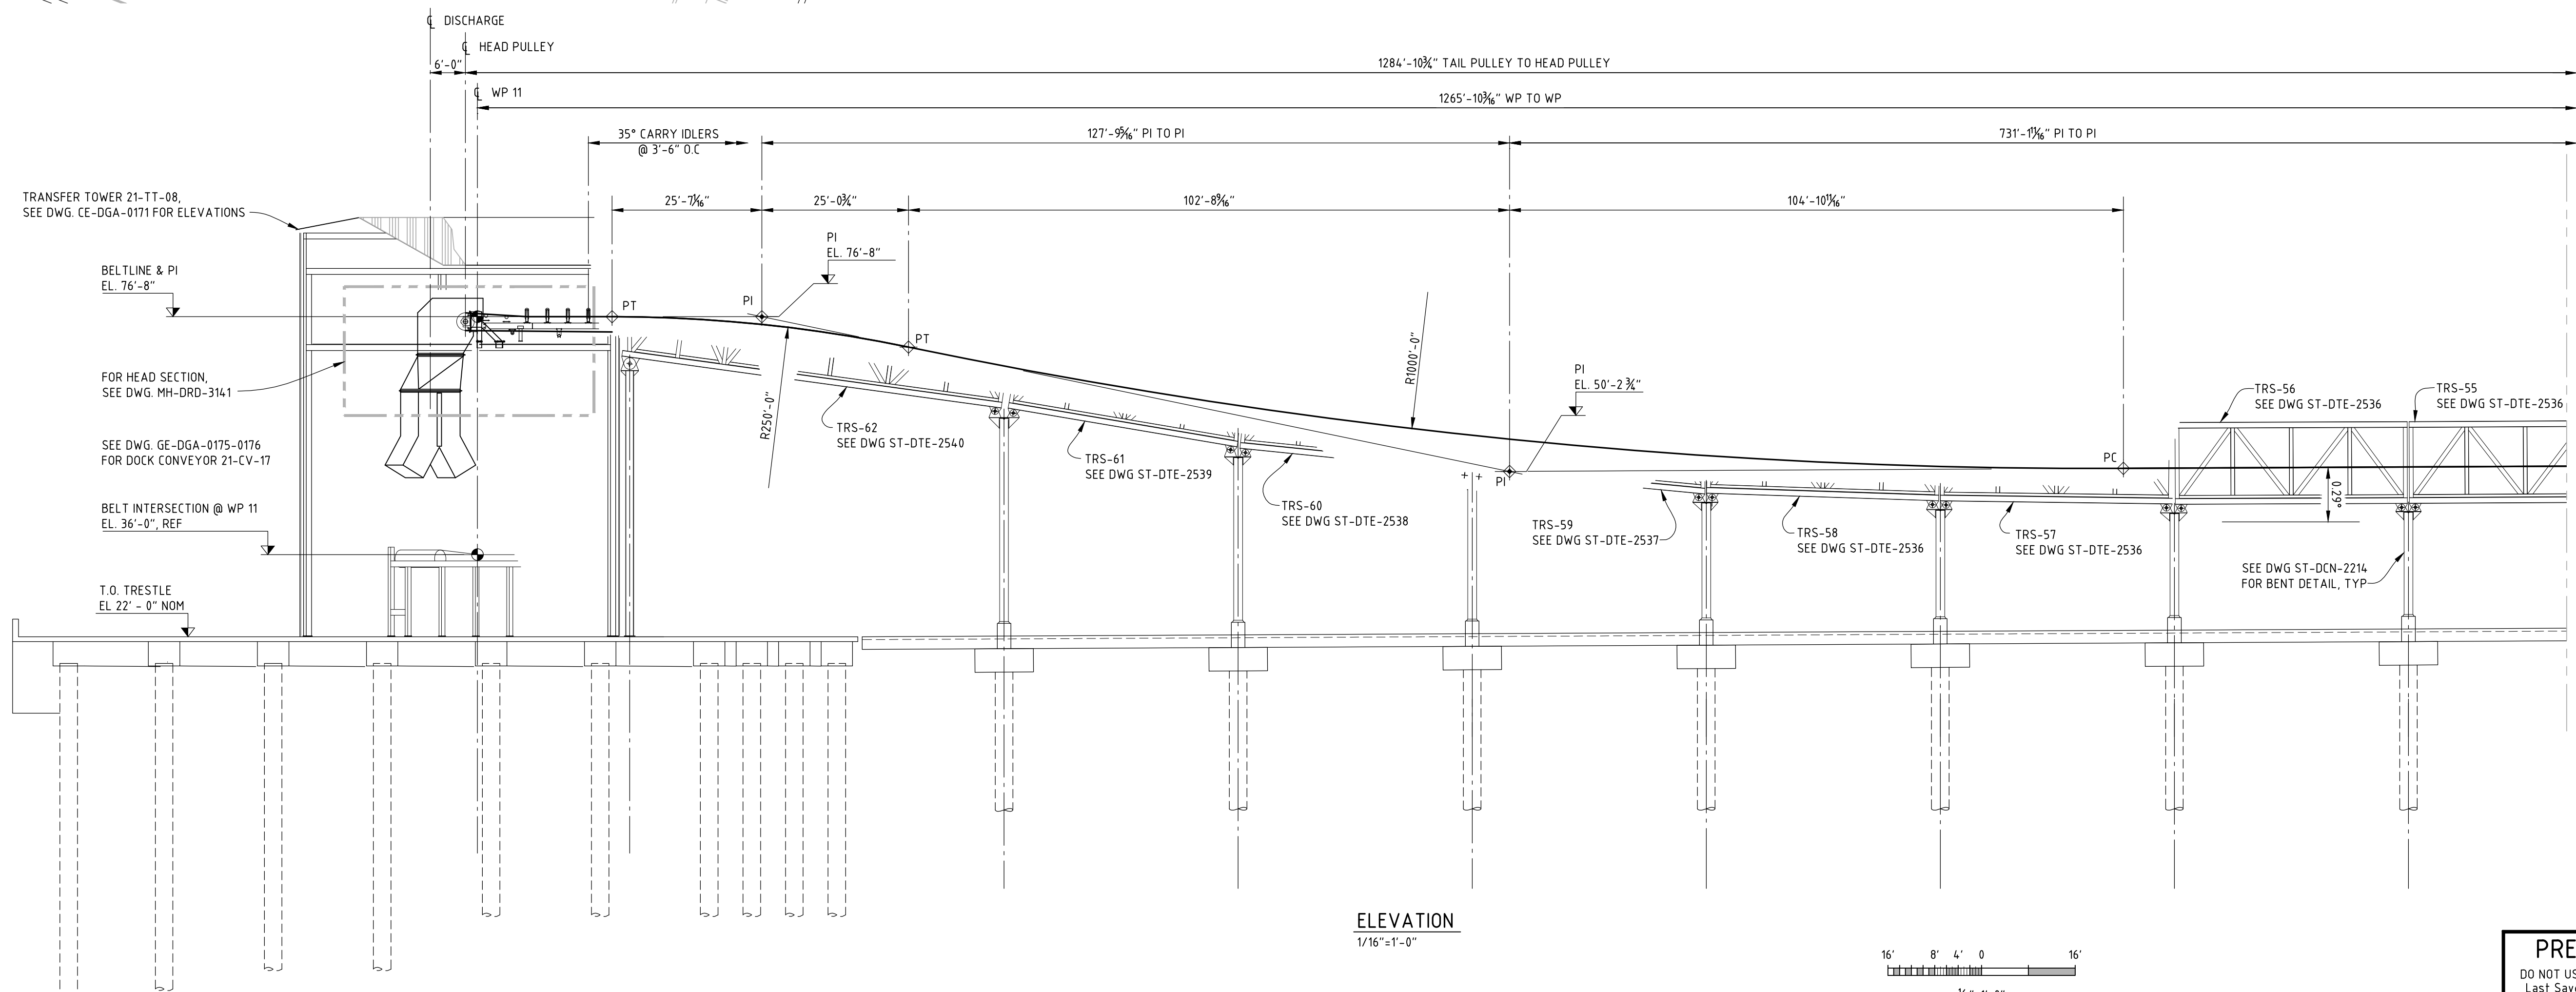 ℄ DISCHARGE
℄ HEAD PULLEY
6'-0"
1284'-10¾" TAIL PULLEY TO HEAD PULLEY
℄ WP 11
1265'-10³⁄₁₆" WP TO WP
35° CARRY IDLERS
@ 3'-6" O.C
127'-9⁵⁄₁₆" PI TO PI
731'-1¹¹⁄₁₆" PI TO PI
TRANSFER TOWER 21-TT-08,
SEE DWG. CE-DGA-0171 FOR ELEVATIONS
25'-7¹⁄₁₆"
25'-0¾"
102'-8⁹⁄₁₆"
104'-10¹¹⁄₁₆"
PI
EL. 76'-8"
BELTLINE & PI
EL. 76'-8"
PT
PI
PT
R250'-0"
R1000'-0"
PI
EL. 50'-2 ¾"
FOR HEAD SECTION,
SEE DWG. MH-DRD-3141
TRS-56
SEE DWG ST-DTE-2536
TRS-55
SEE DWG ST-DTE-2536
TRS-62
SEE DWG ST-DTE-2540
SEE DWG. GE-DGA-0175-0176
FOR DOCK CONVEYOR 21-CV-17
TRS-61
SEE DWG ST-DTE-2539
PI
PC
0.29°
TRS-60
SEE DWG ST-DTE-2538
BELT INTERSECTION @ WP 11
EL. 36'-0", REF
TRS-59
SEE DWG ST-DTE-2537
TRS-58
SEE DWG ST-DTE-2536
TRS-57
SEE DWG ST-DTE-2536
SEE DWG ST-DCN-2214
FOR BENT DETAIL, TYP
T.O. TRESTLE
EL 22' - 0" NOM
ELEVATION
1/16"=1'-0"
16' 8' 4' 0 16'
PRE
DO NOT US
Last Sav